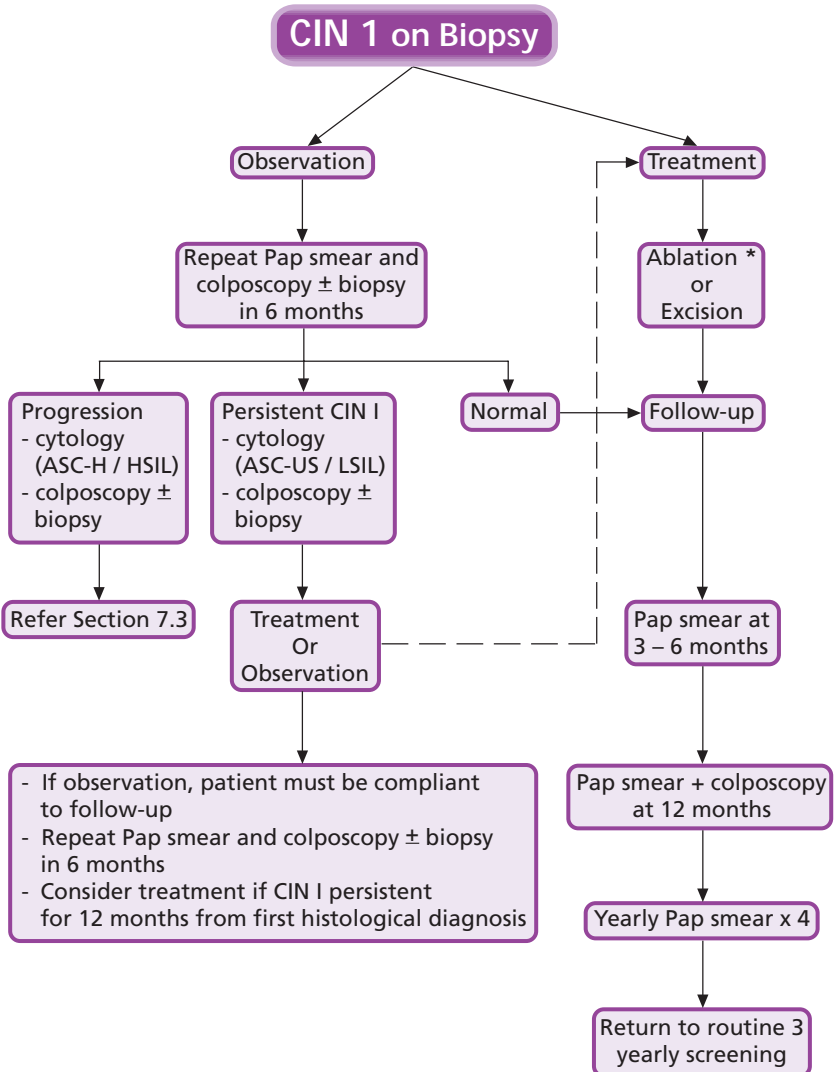 CIN 1 on Biopsy
Observation
Treatment
Repeat Pap smear and
colposcopy ± biopsy
in 6 months
Ablation *
or
Excision
Progression
- cytology
(ASC-H / HSIL)
- colposcopy ±
biopsy
Persistent CIN I
- cytology
(ASC-US / LSIL)
- colposcopy ±
biopsy
Normal
Follow-up
Refer Section 7.3
Treatment
Or
Observation
Pap smear at
3 – 6 months
- If observation, patient must be compliant
to follow-up
- Repeat Pap smear and colposcopy ± biopsy
in 6 months
- Consider treatment if CIN I persistent
for 12 months from first histological diagnosis
Pap smear + colposcopy
at 12 months
Yearly Pap smear x 4
Return to routine 3
yearly screening